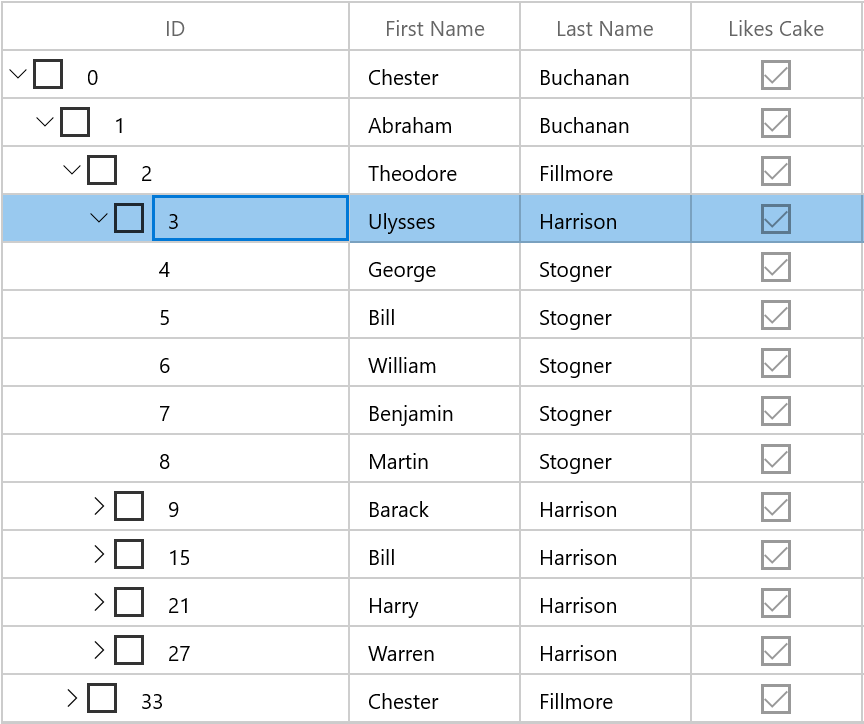 ID First Name Last Name Likes Cake
0 Chester Buchanan
1 Abraham Buchanan
2 Theodore Fillmore
3 Ulysses Harrison
4 George Stogner
5 Bill Stogner
6 William Stogner
7 Benjamin Stogner
8 Martin Stogner
9 Barack Harrison
15 Bill Harrison
21 Harry Harrison
27 Warren Harrison
33 Chester Fillmore